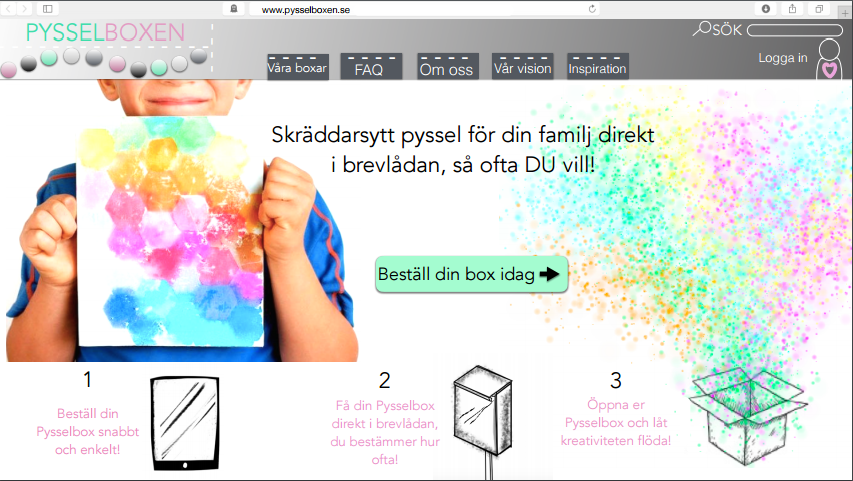 www.pysselboxen.se
PYSSELBOXEN
SÖK
Logga in
Våra boxar
FAQ
Om oss
Vår vision
Inspiration
Skräddarsytt pyssel för din familj direkt
i brevlådan, så ofta DU vill!
Beställ din box idag
1
Beställ din
Pysselbox snabbt
och enkelt!
2
Få din Pysselbox
direkt i brevlådan,
du bestämmer hur
ofta!
3
Öppna er
Pysselbox och låt
kreativiteten flöda!